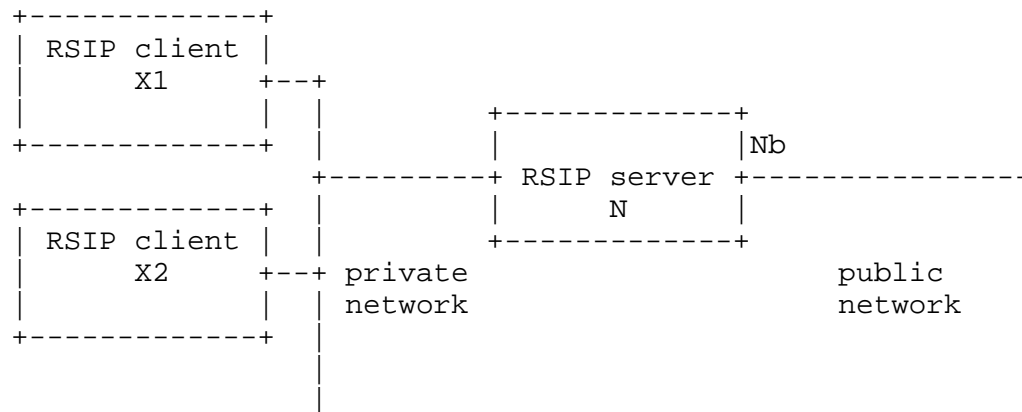 RSIP client
X1
Nb
RSIP server
N
RSIP client
X2
private public
network network